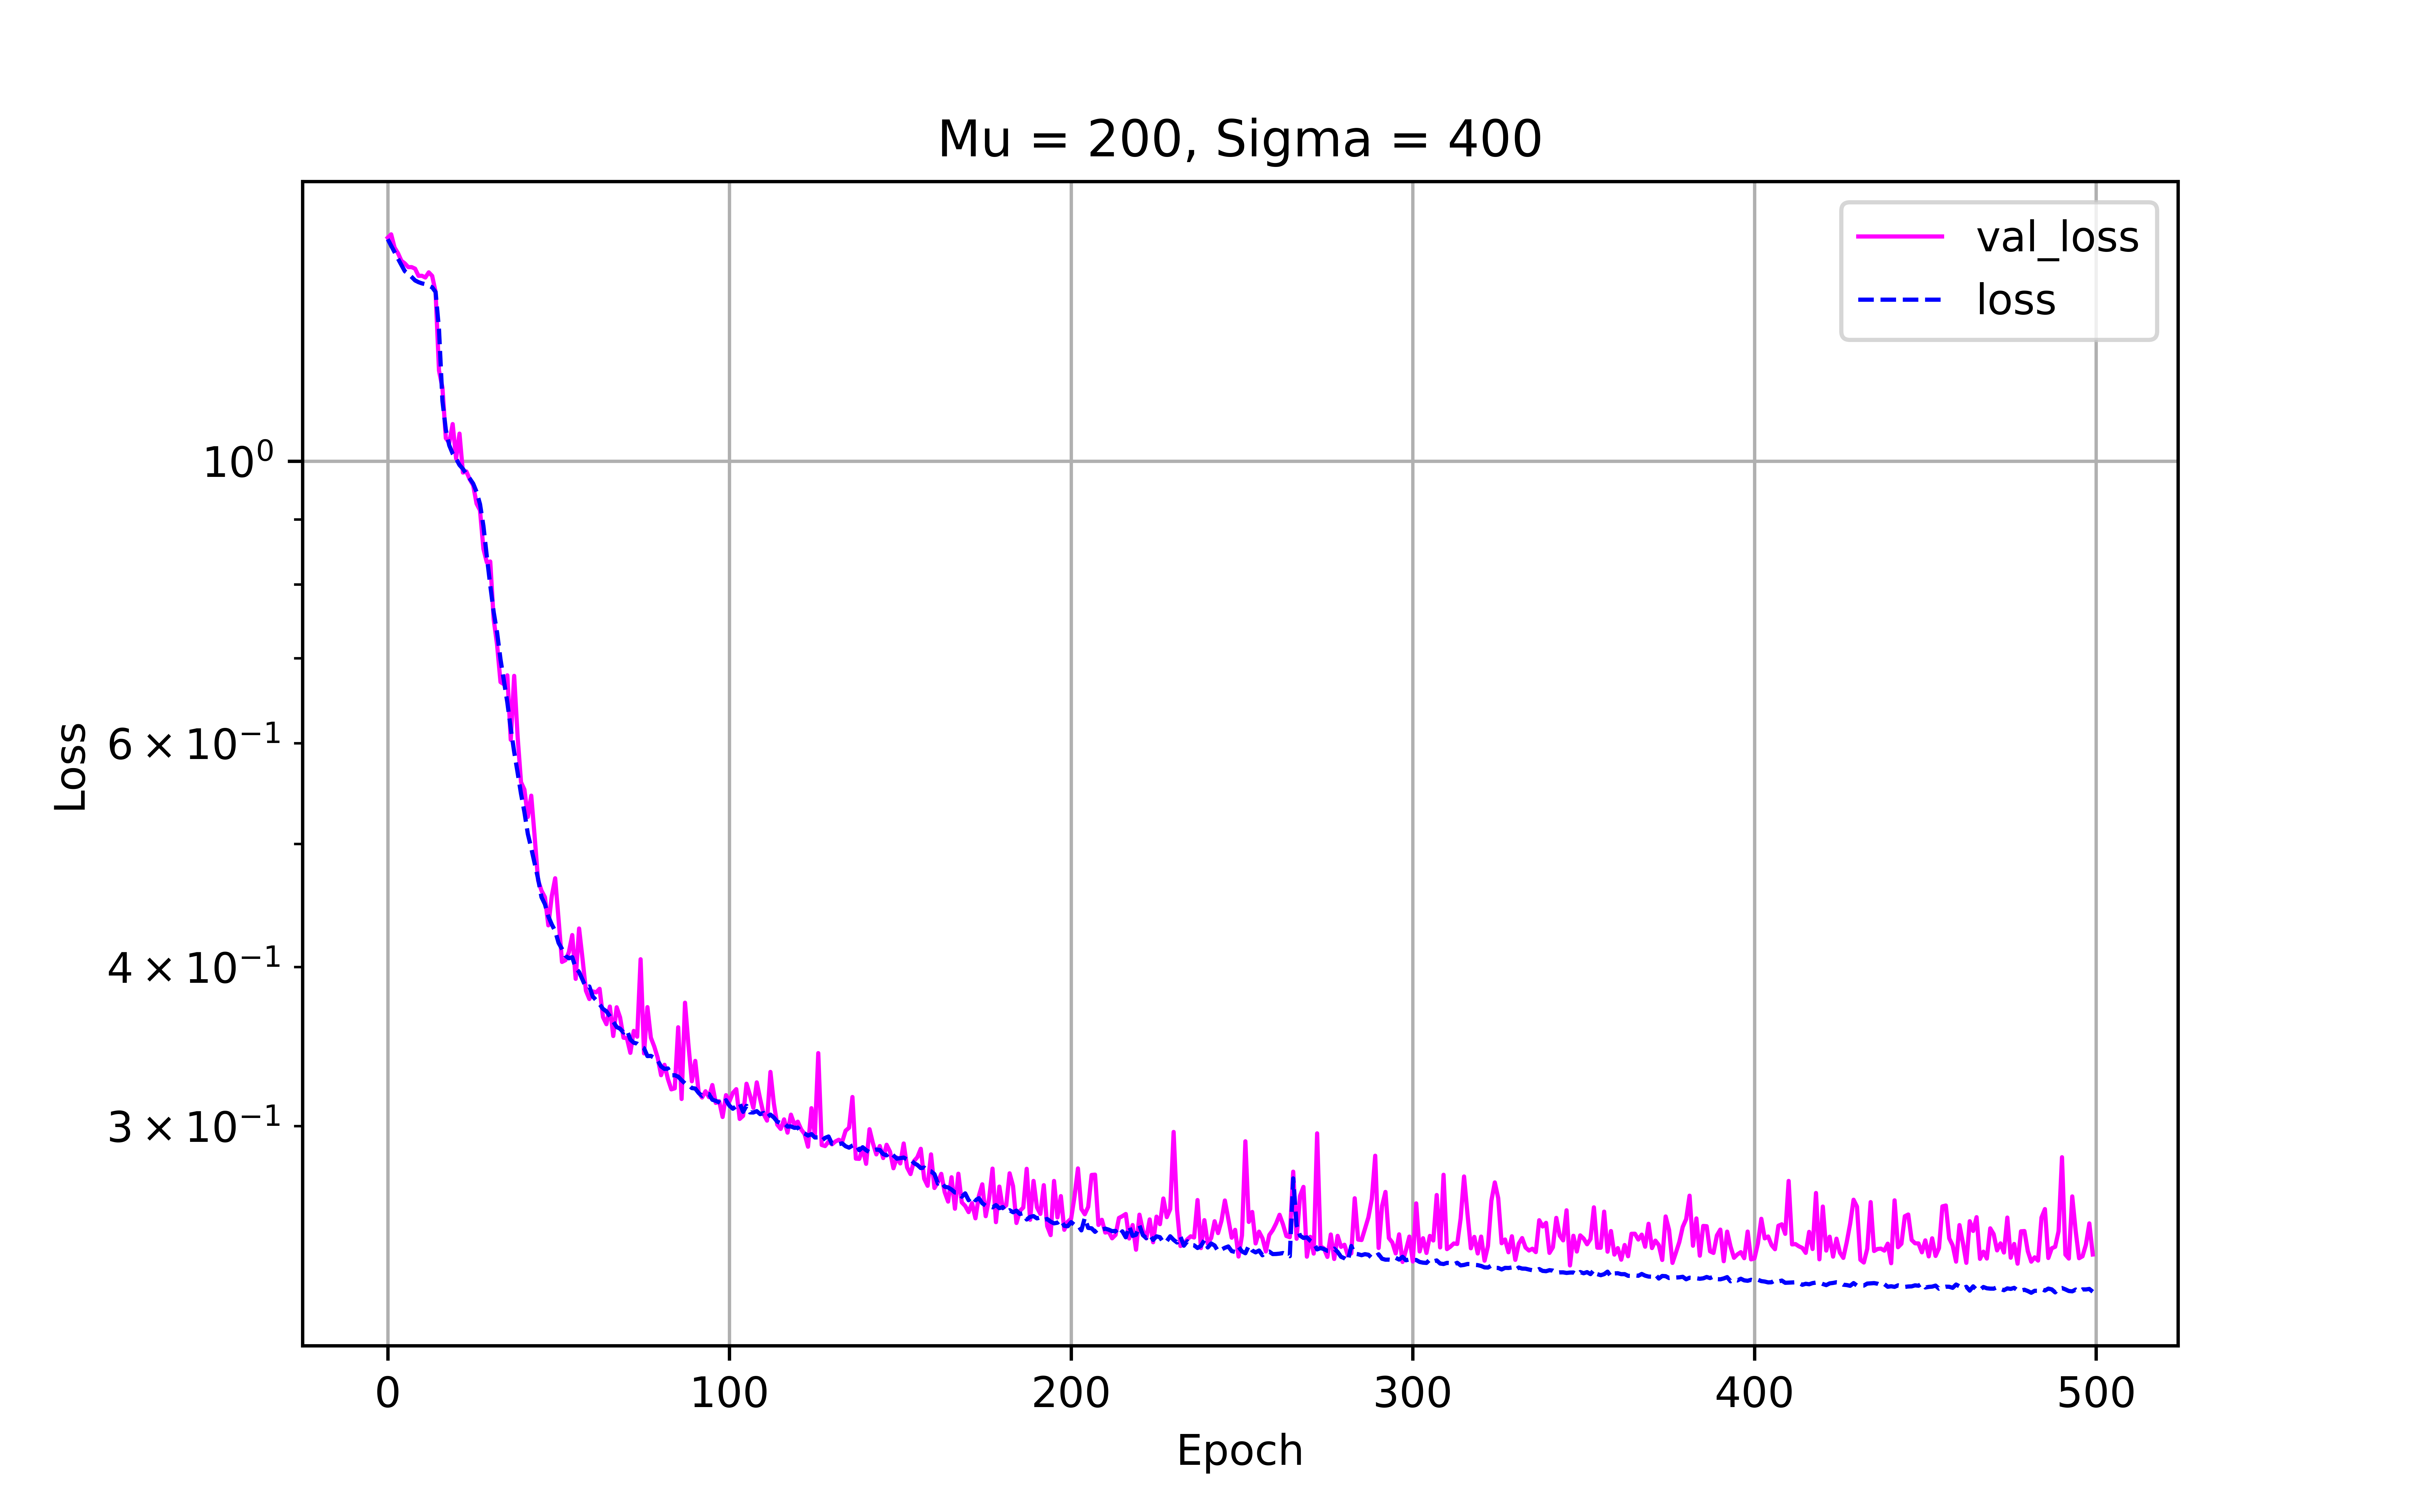 Mu = 200, Sigma = 400
val_loss
loss
10⁰
6 × 10⁻¹
4 × 10⁻¹
3 × 10⁻¹
Loss
0 100 200 300 400 500
Epoch